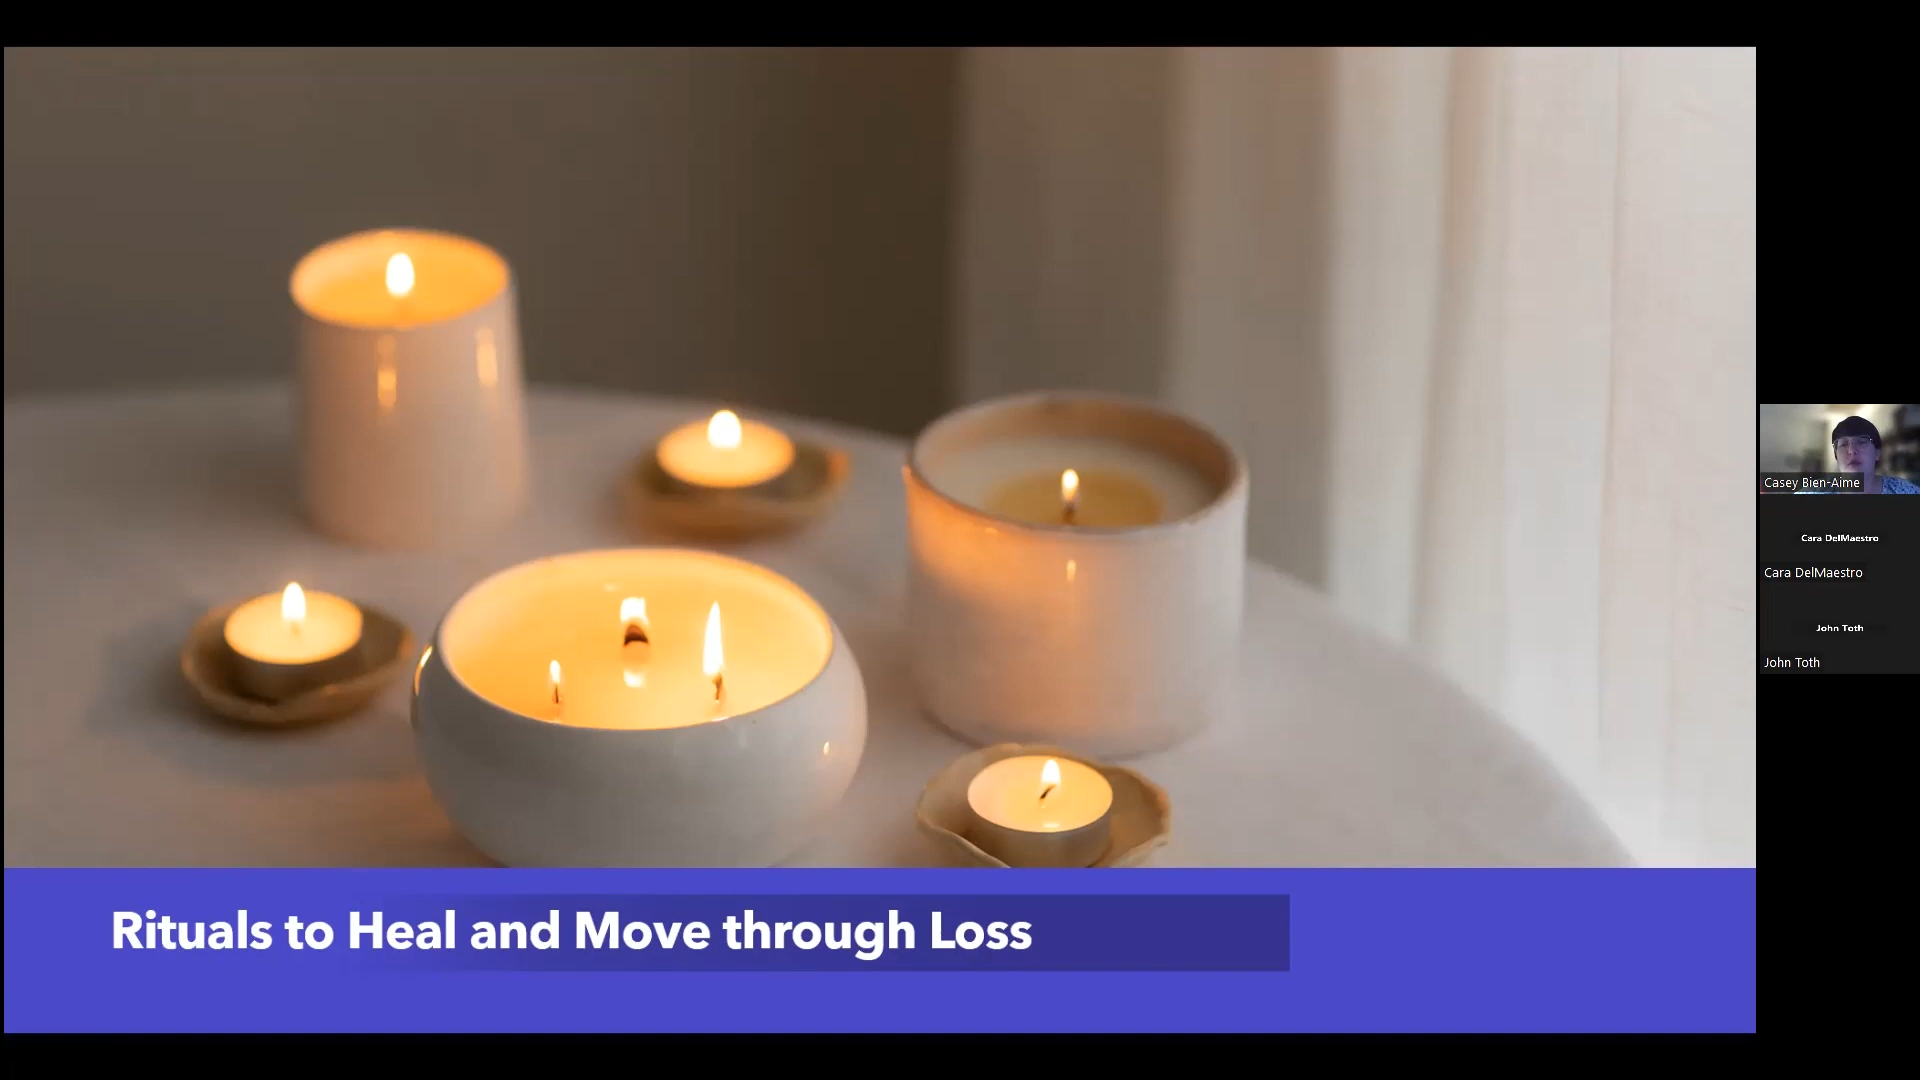 Rituals to Heal and Move through Loss
Casey Bien-Aime
Cara DelMaestro
Cara DelMaestro
John Toth
John Toth